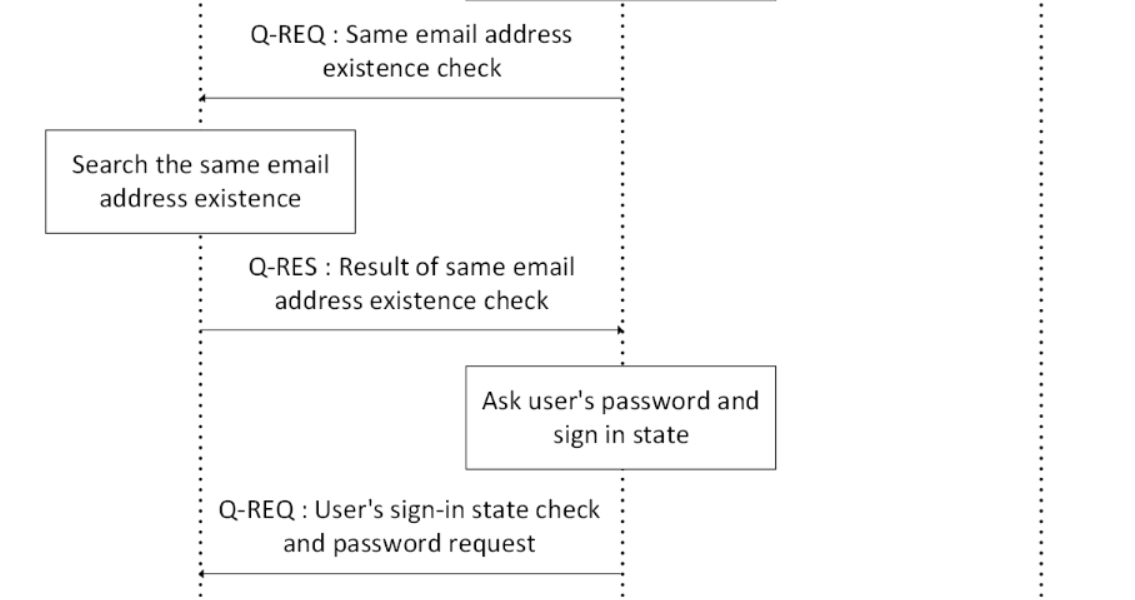 Q-REQ : Same email address
existence check
Search the same email
address existence
Q-RES : Result of same email
address existence check
Ask user's password and
sign in state
Q-REQ : User's sign-in state check
and password request